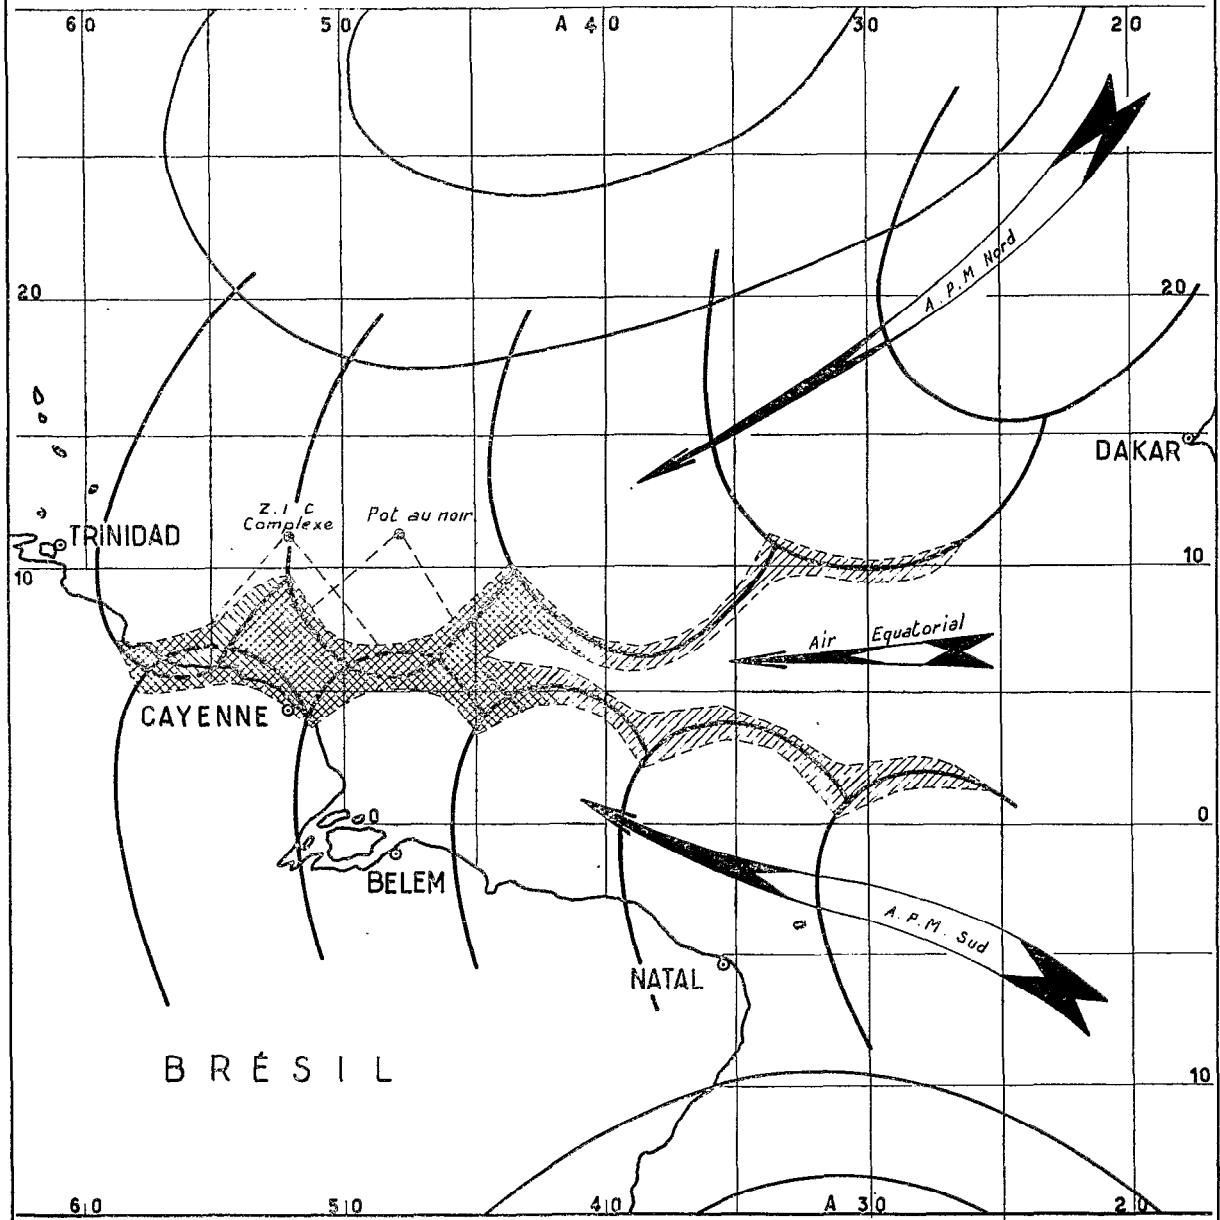 60 50 A 40 30 20
A.P.M Nord
20 20
DAKAR
Z.I C
Complexe
Pot au noir
TRINIDAD
10 10
Air Equatorial
CAYENNE
0 0
BELEM
A.P.M. Sud
NATAL
BRÉSIL
10
60 50 40 A 30 20